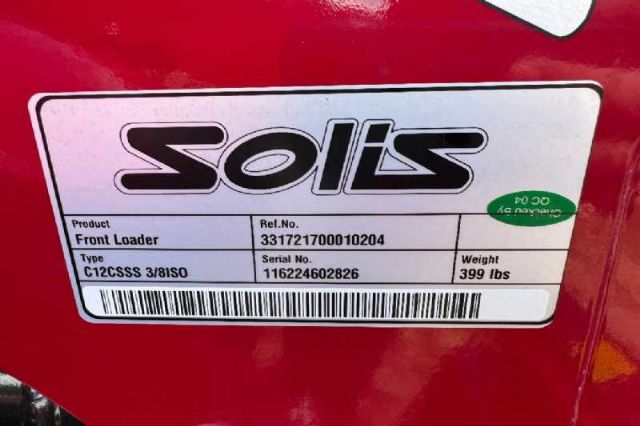 Solis
Checked By
QC 04
Product
Front Loader
Ref.No.
331721700010204
Type
C12CSSS 3/8ISO
Serial No.
116224602826
Weight
399 lbs